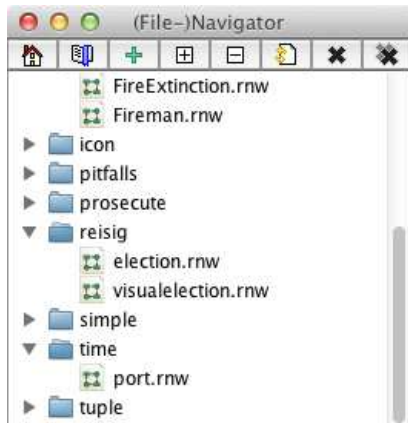 (File-)Navigator
FireExtinction.rnw
Fireman.rnw
icon
pitfalls
prosecute
reisig
election.rnw
visualelection.rnw
simple
time
port.rnw
tuple